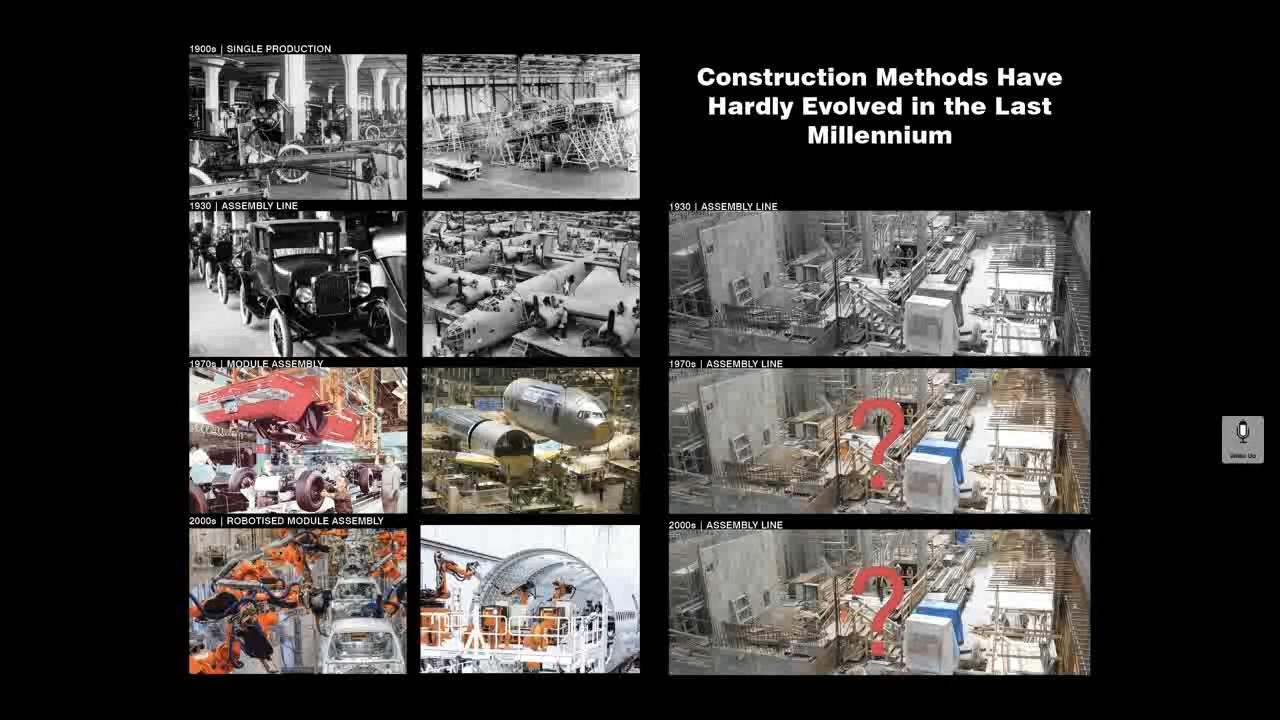 1900s | SINGLE PRODUCTION
Construction Methods Have
Hardly Evolved in the Last
Millennium
1930 | ASSEMBLY LINE
1930 | ASSEMBLY LINE
1970s | MODULE ASSEMBLY
1970s | ASSEMBLY LINE
?
2000s | ROBOTISED MODULE ASSEMBLY
2000s | ASSEMBLY LINE
?